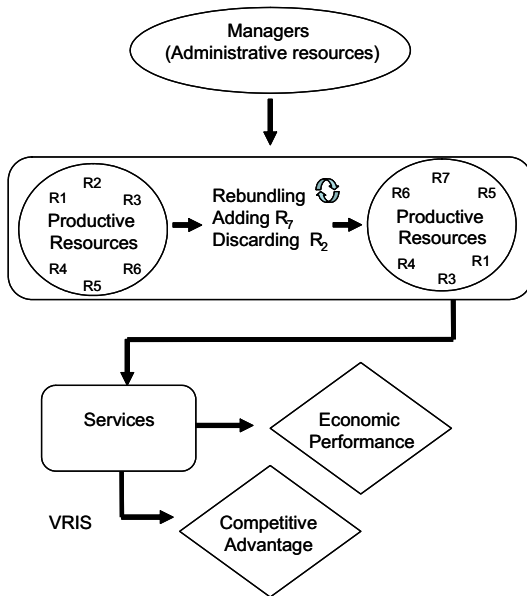 Managers
(Administrative resources)
R2
R1
R3
Productive
Resources
R4
R6
R5
Rebundling
Adding R7
Discarding R2
R7
R6
R5
Productive
Resources
R4
R1
R3
Services
Economic
Performance
VRIS
Competitive
Advantage